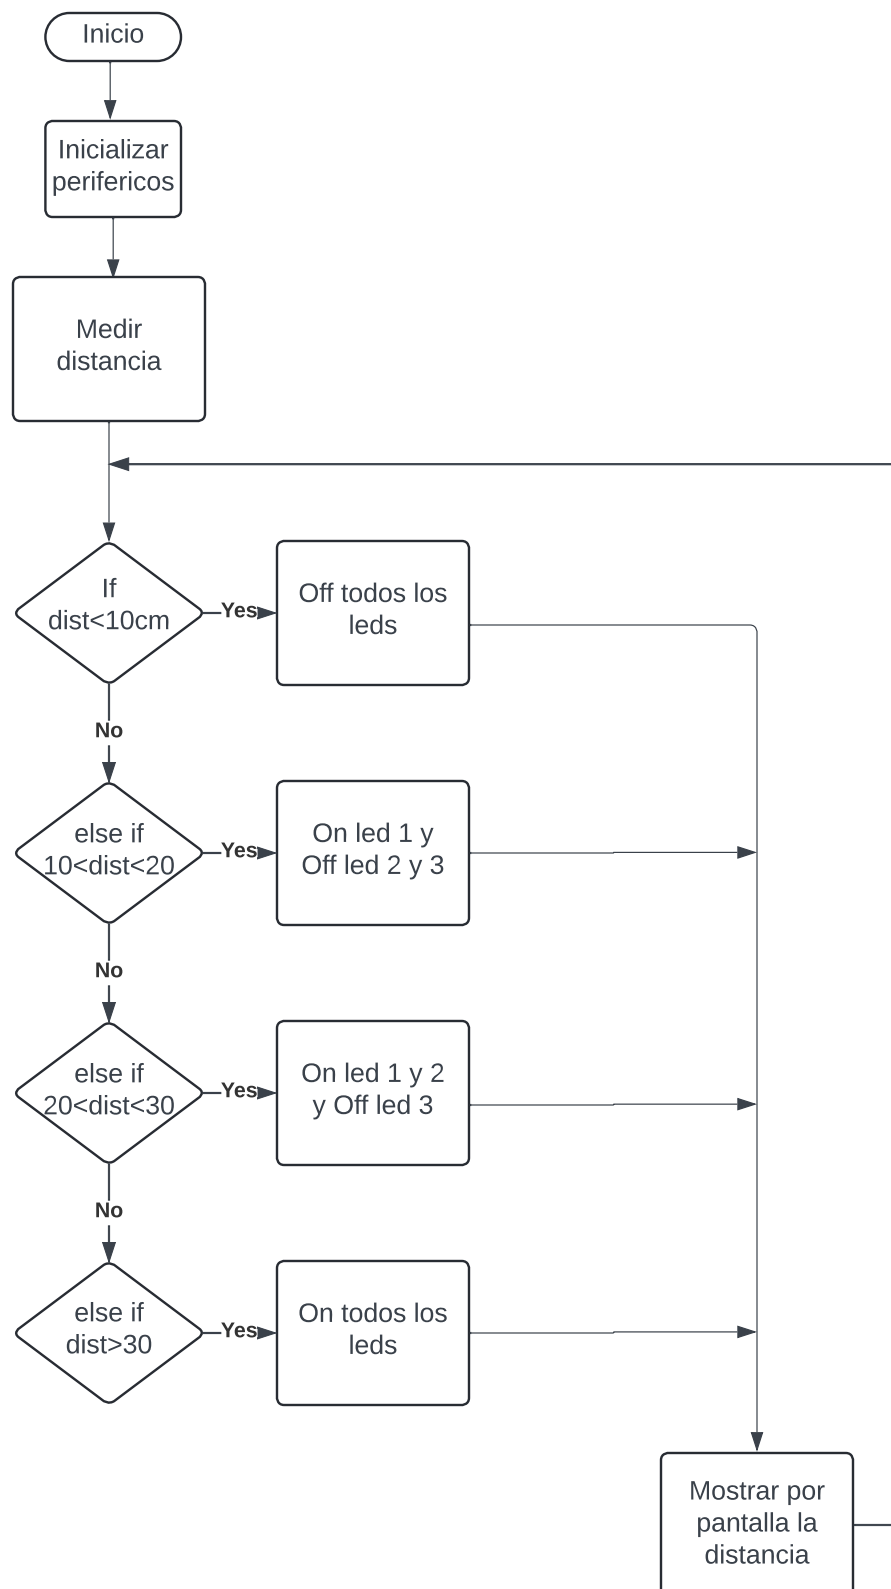 Inicio
Inicializar
perifericos
Medir
distancia
If
dist<10cm
Yes
Off todos los
leds
No
else if
10<dist<20
Yes
On led 1 y
Off led 2 y 3
No
else if
20<dist<30
Yes
On led 1 y 2
y Off led 3
No
else if
dist>30
Yes
On todos los
leds
Mostrar por
pantalla la
distancia